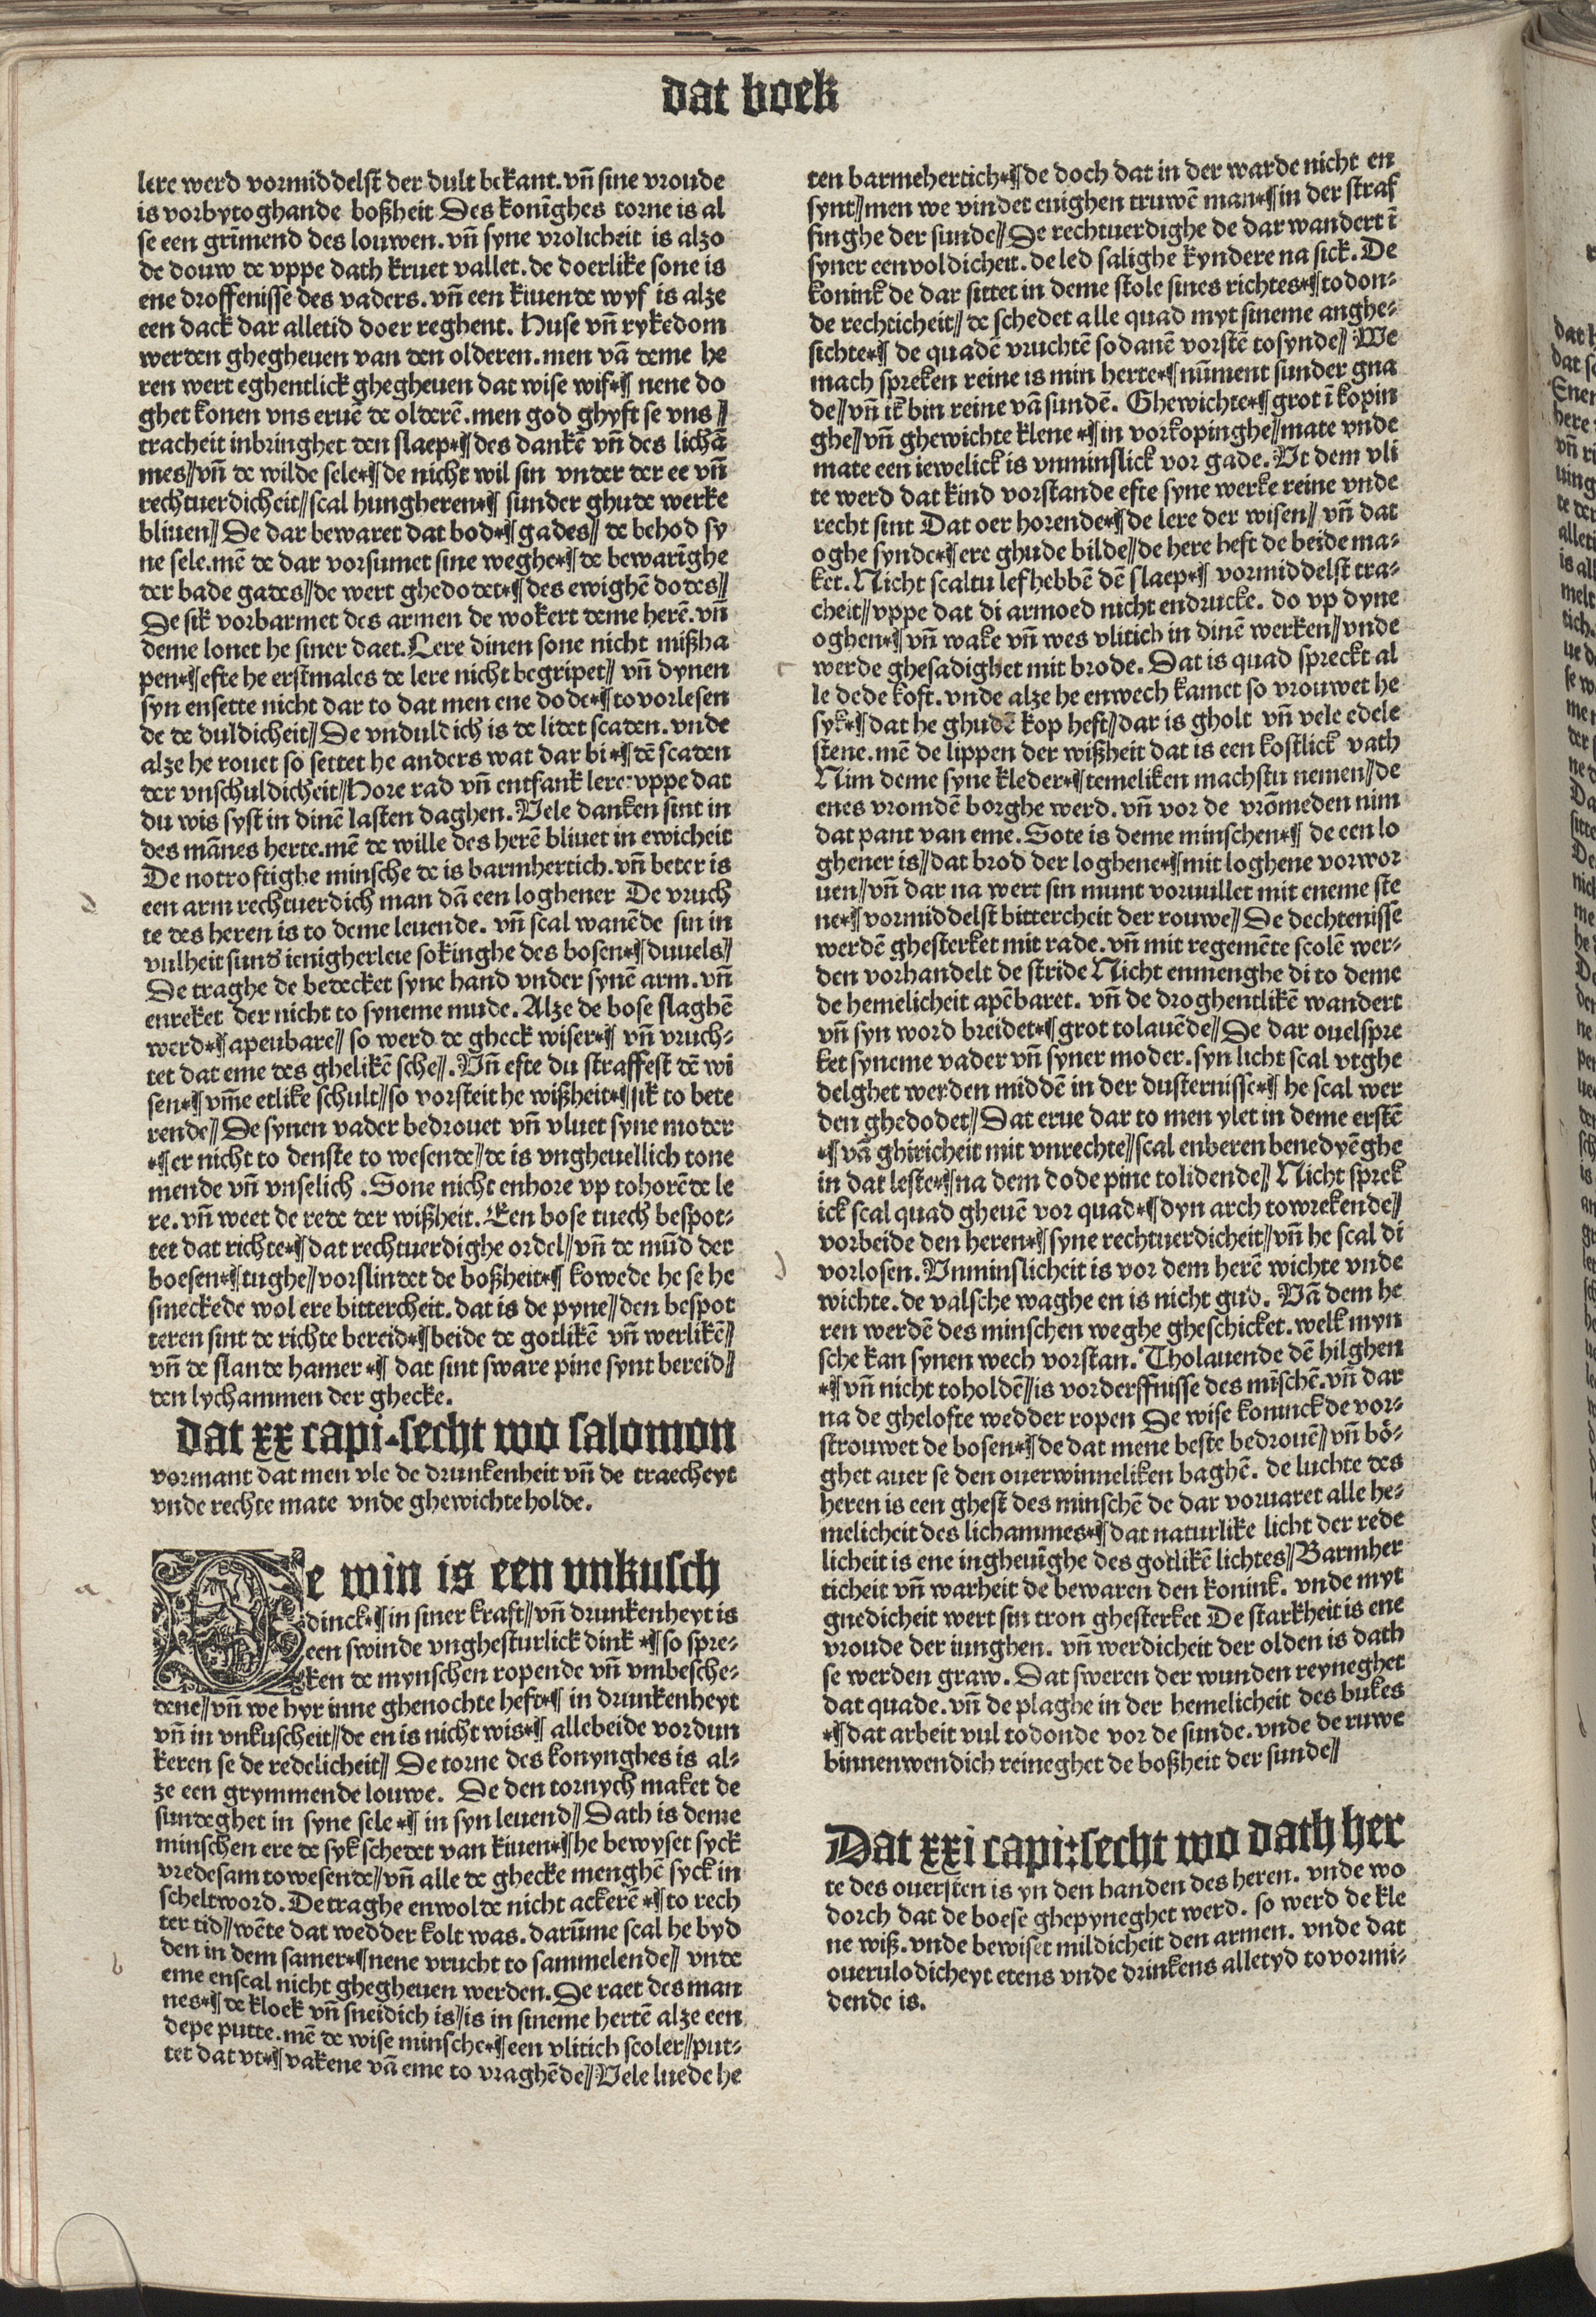 dat boek
lere werd vormiddelst der dult bekant. vñ sine vroude
is vorbytoghande boßheit Des konīghes torne is al
se een grīmend des louwen. vñ syne vrolicheit is alzo
de douw de vppe dath kruet vallet. de doerlike sone is
ene droffenisse des vaders. vñ een kiuende wyf is alze
een dack dar alletid doer reghent. Huse vñ rykedom
werden ghegheuen van den olderen. men vā deme he
ren wert eghentlick ghegheuen dat wise wif*¶ nene do
ghet konen vns eruē de olderē. men god ghyft se vns//
tracheit inbringhet den slaep*¶ des dankē vñ des lichā
mes// vñ de wilde sele*¶ de nicht wil sin vnder der ee vñ
rechtuerdicheit// scal hungheren*¶ sunder ghude werke
bliuen// De dar bewaret dat bod*¶ gades// de behod sy
ne sele. mē de dar vorsumet sine weghe*¶ de bewarīghe
der bade gades// de wert ghedodet*¶ des ewighē dodes//
De sik vorbarmet des armen de wokert deme herē. vñ
deme lonet he siner daet. Lere dinen sone nicht mißha
pen*¶ efte he erstmales de lere nicht begripet// vñ dynen
syn ensette nicht dar to dat men ene dode*¶ to vorlesen
de de duldicheit// De vnduldich is de lidet scaden. vnde
alze he rouet so settet he anders wat dar bi*¶ dē scaden
der vnschuldicheit// Hore rad vñ entfank lere vppe dat
du wis syst in dinē lasten daghen. Vele danken sint in
des mānes herte. mē de wille des herē bliuet in ewicheit
De notroftighe minsche de is barmhertich. vñ beter is
een arm rechtuerdich man dā een loghener De vruch
te des heren is to deme leuende. vñ scal wanēde sin in
vulheit sund' ienigherleie sokinghe des bosen*¶ duuels//
De traghe de bedecket syne hand vnder synē arm. vñ
enreket der nicht to syneme mude. Alze de bose slaghē
werd*¶ apenbare// so werd de gheck wiser*¶ vñ vruch-
tet dat eme des ghelikē sche//. Vñ efte du straffest dē wi
sen*¶ vm̄e etlike schult// so vorsteit he wißheit*¶ sik to bete
rende// De synen vader bedrouet vñ vluet syne moder
*¶ er nicht to denste to wesende// de is vngheuellich tone
mende vñ vnselich. Sone nicht enhore vp tohorēde le
re. vñ weet de rede der wißheit. Een bose tuech bespot-
tet dat richte*¶ dat rechtuerdighe ordel// vñ de mūd der
boesen*¶ tughe// vorslindet de boßheit*¶ kowede he se he
smeckede wol ere bittercheit. dat is de pyne// den bespot
teren sint de richte bereid*¶ beide de gotlikē vñ werlikē//
vñ de slande hamer*¶ dat sint sware pine synt bereid//
den lychammen der ghecke.
dat xx capi. secht wo salomon
vormant dat men vle de drunkenheit vñ de traecheyt
vnde rechte mate vnde ghewichte holde.
De win is een vnkusch
dinck*¶ in siner kraft// vñ drunkenheyt is
een swinde vnghesturlick dink*¶ so spre-
ken de mynschen ropende vñ vmbesche-
dene// vñ we hyr inne ghenochte heft*¶ in drunkenheyt
vñ in vnkuscheit// de en is nicht wis*¶ allebeide vordun
keren se de redelicheit// De torne des konynghes is al-
ze een grymmende louwe. De den tornych maket de
sundeghet in syne sele*¶ in syn leuend// Dath is deme
minschen ere de syk schedet van kiuen*¶ he bewyset syck
vredesam to wesende// vñ alle de ghecke menghē syck in
scheltword. De traghe enwolde nicht ackerē*¶ to rech
ter tid// wēte dat wedder kolt was. darūme scal he byd
den in dem samer*¶ nene vrucht to sammelende// vnde
eme enscal nicht ghegheuen werden. De raet des man
nes*¶ de kloek vñ sneidich is// is in sineme hertē alze een
depe putte. mē de wise minsche*¶ een vlitich scoler// put-
tet dat vt*¶ vakene vā eme to vraghēde// Vele luede he
ten barmehertich*¶ de doch dat in der warde nicht en
synt// men we vindet enighen truwē man*¶ in der straf
finghe der sunde// De rechtuerdighe de dar wandert ī
syner eenvoldicheit. de led salighe kyndere na sick. De
konink de dar sittet in deme stole sines richtes*¶ to don-
de rechticheit// de schedet alle quad myt sineme anghe-
sichte*¶ de quadē vruchtē sodanē vorstē tosynde// We
mach spreken reine is min herte*¶ nūment sunder gna
de// vñ ik bin reine vā sundē. Ghewichte*¶ grot ī kopin
ghe// vñ ghewichte klene*¶ in vorkopinghe// mate vnde
mate een iewelick is vnminslick vor gade. Vt dem vli
te werd dat kind vorstande efte syne werke reine vnde
recht sint Dat oer horende*¶ de lere der wisen// vñ dat
oghe synde*¶ ere ghude bilde// de here heft de beide ma-
ket. Nicht scaltu lefhebbē dē slaep*¶ vormiddelst tra-
cheit// vppe dat di armoed nicht endrucke. do vp dyne
oghen*¶ vñ wake vñ wes vlitich in dinē werken// vnde
werde ghesadighet mit brode. Dat is quad spreckt al
le dede koft. vnde alze he enwech kamet so vrouwet he
syk*¶ dat he ghudē kop heft// dar is gholt vñ vele edele
stene. mē de lippen der wißheit dat is een kostlick vath
Nim deme syne kleder*¶ temeliken machstu nemen// de
enes vromdē borghe werd. vñ vor de vrōmeden nim
dat pant van eme. Sote is deme minschen*¶ de een lo
ghener is// dat brod der loghene*¶ mit loghene vorwor
uen// vñ dar na wert sin munt voruullet mit eneme ste
ne*¶ vormiddelst bittercheit der rouwe// De dechtenisse
werdē ghesterket mit rade. vñ mit regemēte scolē wer-
den vorhandelt de stride Nicht enmenghe di to deme
de hemelicheit apēbaret. vñ de droghentlikē wandert
vñ syn word breidet*¶ grot tolauēde// De dar ouelspre
ket syneme vader vñ syner moder. syn licht scal vtghe
delghet werden middē in der dusternisse*¶ he scal wer
den ghedodet// Dat erue dar to men ylet in deme erstē
*¶ vā ghiricheit mit vnrechte// scal enberen benedyēghe
in dat leste*¶ na dem dode pine tolidende// Nicht sprek
ick scal quad gheuē vor quad*¶ dyn arch towrekende//
vorbeide den heren*¶ syne rechtuerdicheit// vñ he scal di
vorlosen. Vnminslicheit is vor dem herē wichte vnde
wichte. de valsche waghe en is nicht gud. Vā dem he
ren werdē des minschen weghe gheschicket. welk myn
sche kan synen wech vorstan. Tholauende dē hilghen
*¶ vñ nicht toholdē// is vorderffnisse des mīschē. vñ dar
na de ghelofte wedder ropen De wise koninck de vor-
strouwet de bosen*¶ de dat mene beste bedrouē// vñ bö-
ghet auer se den ouerwinneliken baghē. de luchte des
heren is een ghest des minschē de dar voruaret alle he-
melicheit des lichammes*¶ dat naturlike licht der rede
licheit is ene ingheuīghe des gotlikē lichtes// Barmher
ticheit vñ warheit de bewaren den konink. vnde myt
gnedicheit wert sin tron ghesterket De starkheit is ene
vroude der iunghen. vñ werdicheit der olden is dath
se werden graw. Dat sweren der wunden reyneghet
dat quade. vñ de plaghe in der hemelicheit des bukes
*¶ dat arbeit vul todonde vor de sunde. vnde de ruwe
binnenwendich reineghet de boßheit der sunde//
Dat xxi capi: secht wo dath her
te des ouersten is yn den handen des heren. vnde wo
dorch dat de boese ghepyneghet werd. so werd de kle
ne wiß. vnde bewiset mildicheit den armen. vnde dat
ouerulodicheyt etens vnde drinkens alletyd to vormi-
dende is.